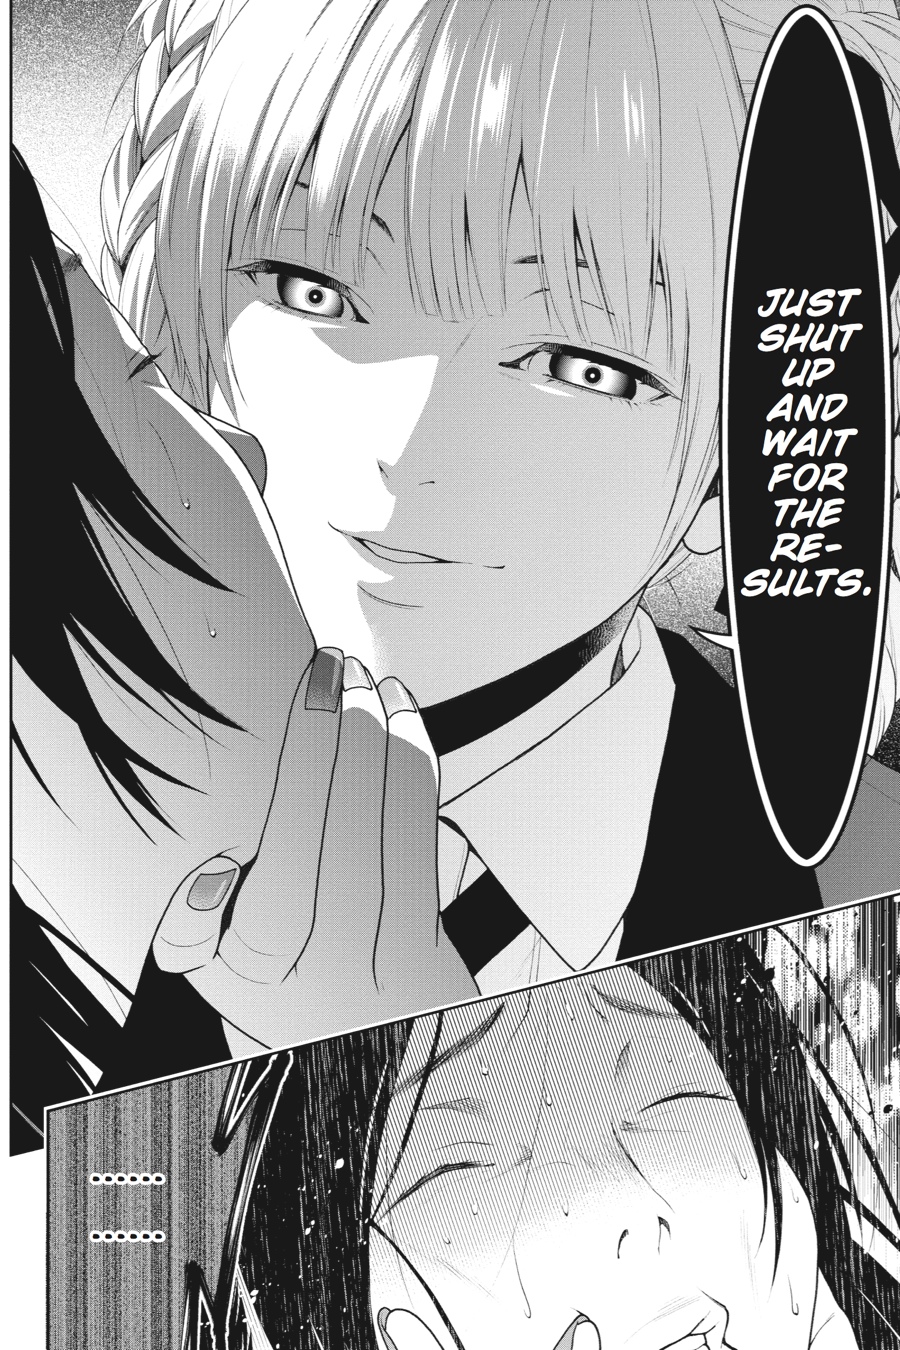 JUST
SHUT
UP
AND
WAIT
FOR
THE
RE-
SULTS.
......
......